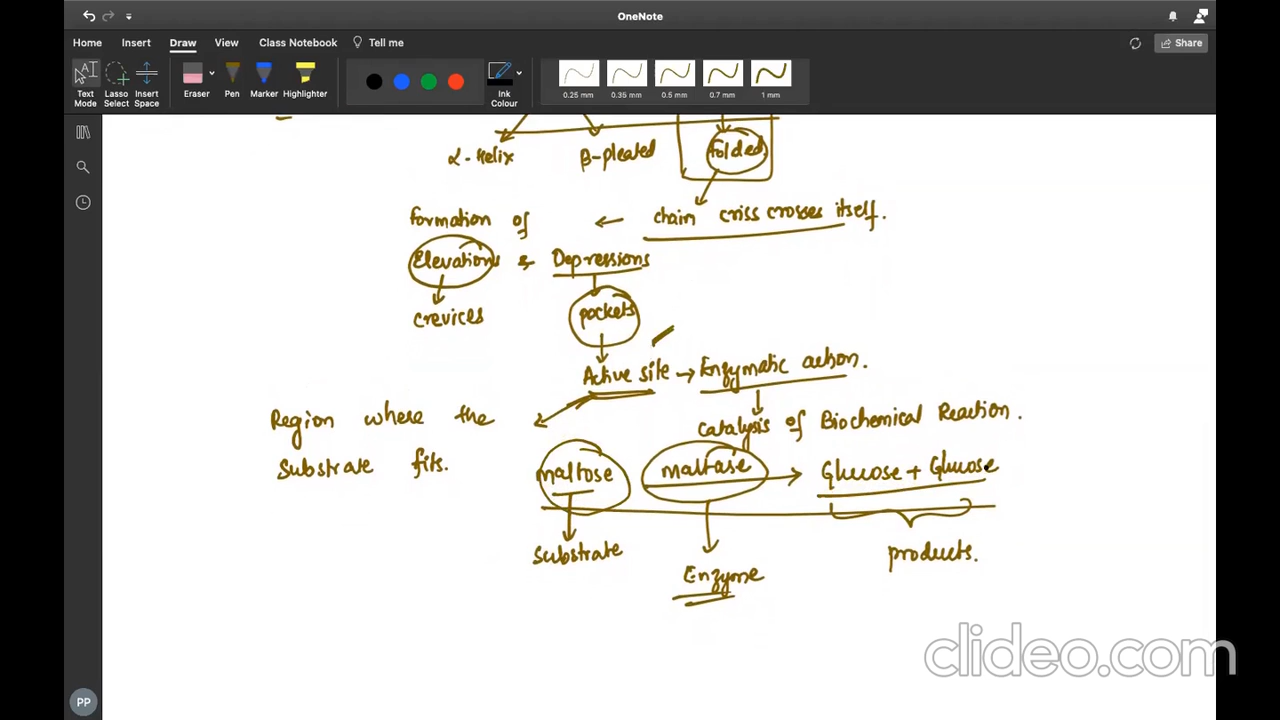 OneNote
Home Insert Draw View Class Notebook Tell me
Share
Text Mode
Lasso Select
Insert Space
Eraser
Pen
Marker
Highlighter
Ink Colour
0.25 mm
0.35 mm
0.5 mm
0.7 mm
1 mm
α-Helix β-pleated folded
formation of ← chain criss crosses itself.
Elevations & Depressions
crevices pockets
Active site → Enzymatic action.
Region where the
Substrate fits.
catalysis of Biochemical Reaction.
maltose maltase → Glucose + Glucose
Substrate Enzyme products.
PP
clideo.com